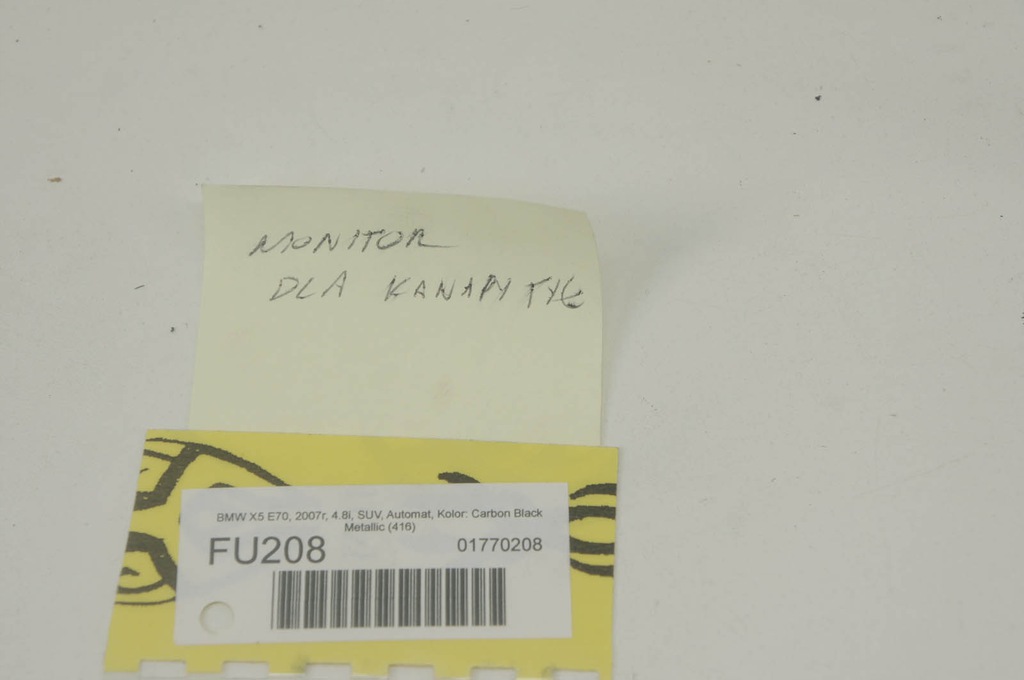 MONITOR
DLA KANAPY TYŁ
BMW X5 E70, 2007r, 4.8i, SUV, Automat, Kolor: Carbon Black
Metallic (416)
FU208
01770208